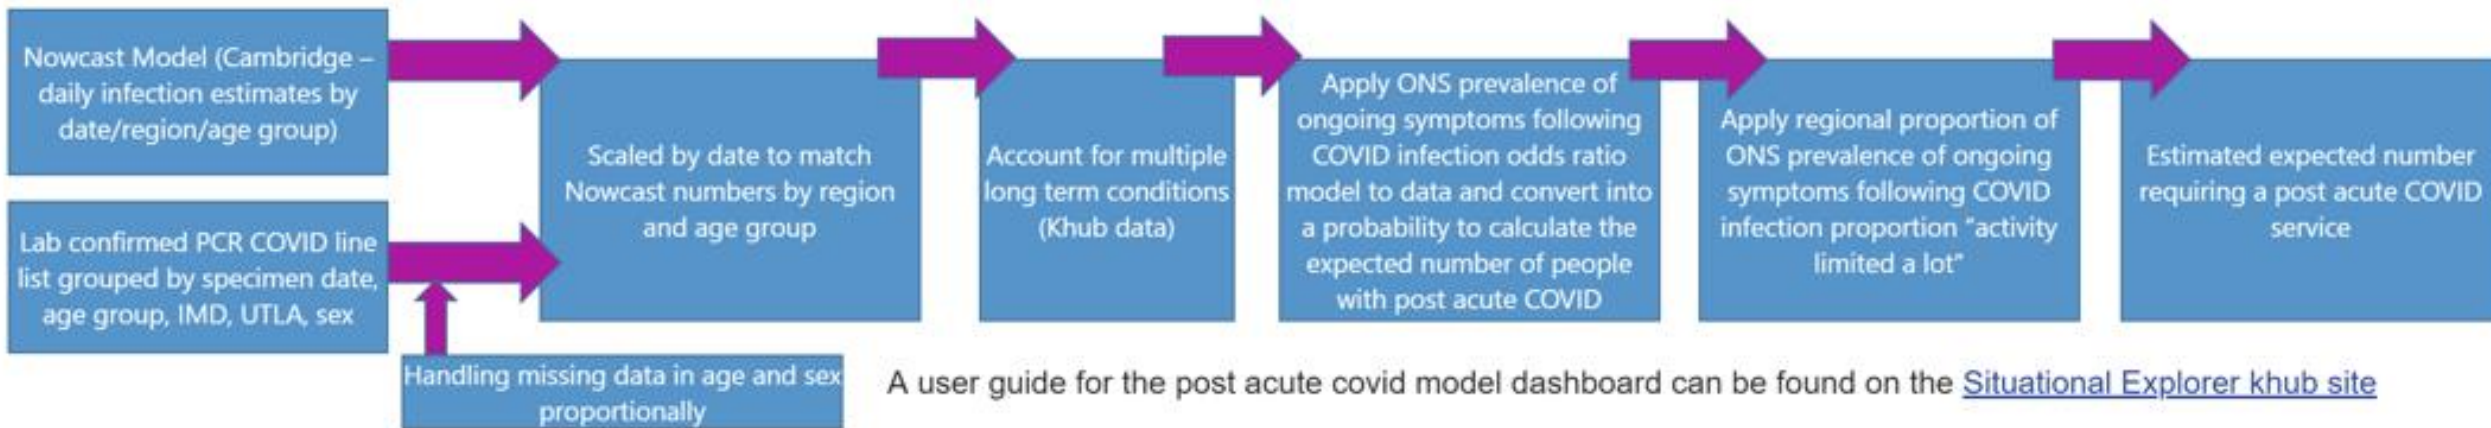 Nowcast Model (Cambridge –
daily infection estimates by
date/region/age group)
Lab confirmed PCR COVID line
list grouped by specimen date,
age group, IMD, UTLA, sex
Handling missing data in age and sex
proportionally
Scaled by date to match
Nowcast numbers by region
and age group
Account for multiple
long term conditions
(Khub data)
Apply ONS prevalence of
ongoing symptoms following
COVID infection odds ratio
model to data and convert into
a probability to calculate the
expected number of people
with post acute COVID
Apply regional proportion of
ONS prevalence of ongoing
symptoms following COVID
infection proportion "activity
limited a lot"
Estimated expected number
requiring a post acute COVID
service
A user guide for the post acute covid model dashboard can be found on the Situational Explorer khub site